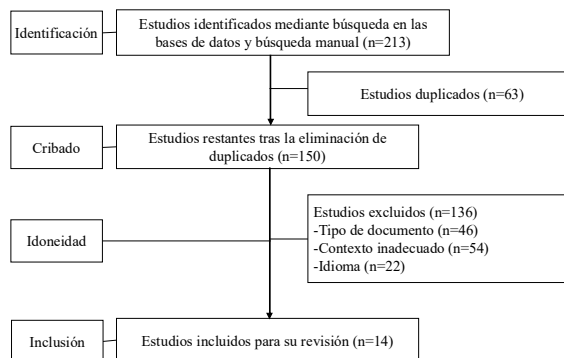 Identificación
Estudios identificados mediante búsqueda en las
bases de datos y búsqueda manual (n=213)
Estudios duplicados (n=63)
Cribado
Estudios restantes tras la eliminación de
duplicados (n=150)
Idoneidad
Estudios excluidos (n=136)
-Tipo de documento (n=46)
-Contexto inadecuado (n=54)
-Idioma (n=22)
Inclusión
Estudios incluidos para su revisión (n=14)